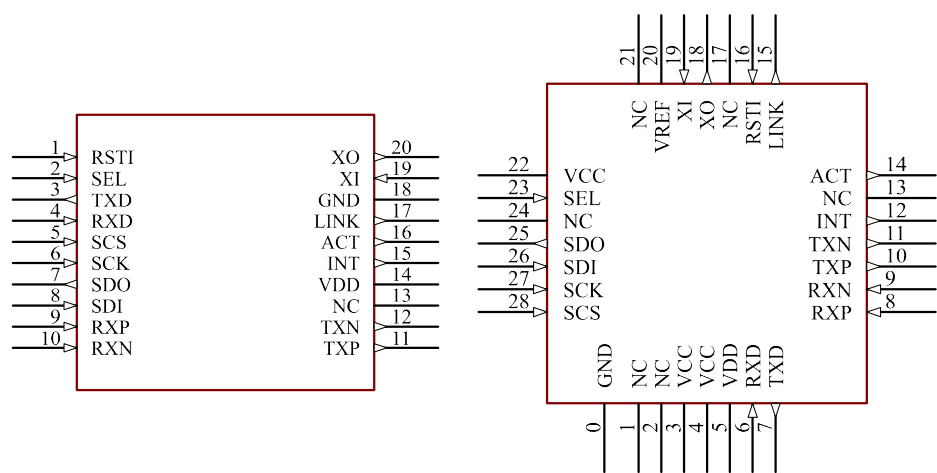 1 RSTI XO 20
2 SEL XI 19
3 TXD GND 18
4 RXD LINK 17
5 SCS ACT 16
6 SCK INT 15
7 SDO VDD 14
8 SDI NC 13
9 RXP TXN 12
10 RXN TXP 11
21 20 19 18 17 16 15
NC VREF XI XO NC RSTI LINK
22 VCC ACT 14
23 SEL NC 13
24 NC INT 12
25 SDO TXN 11
26 SDI TXP 10
27 SCK RXN 9
28 SCS RXP 8
GND NC NC VCC VCC VDD RXD TXD
0 1 2 3 4 5 6 7